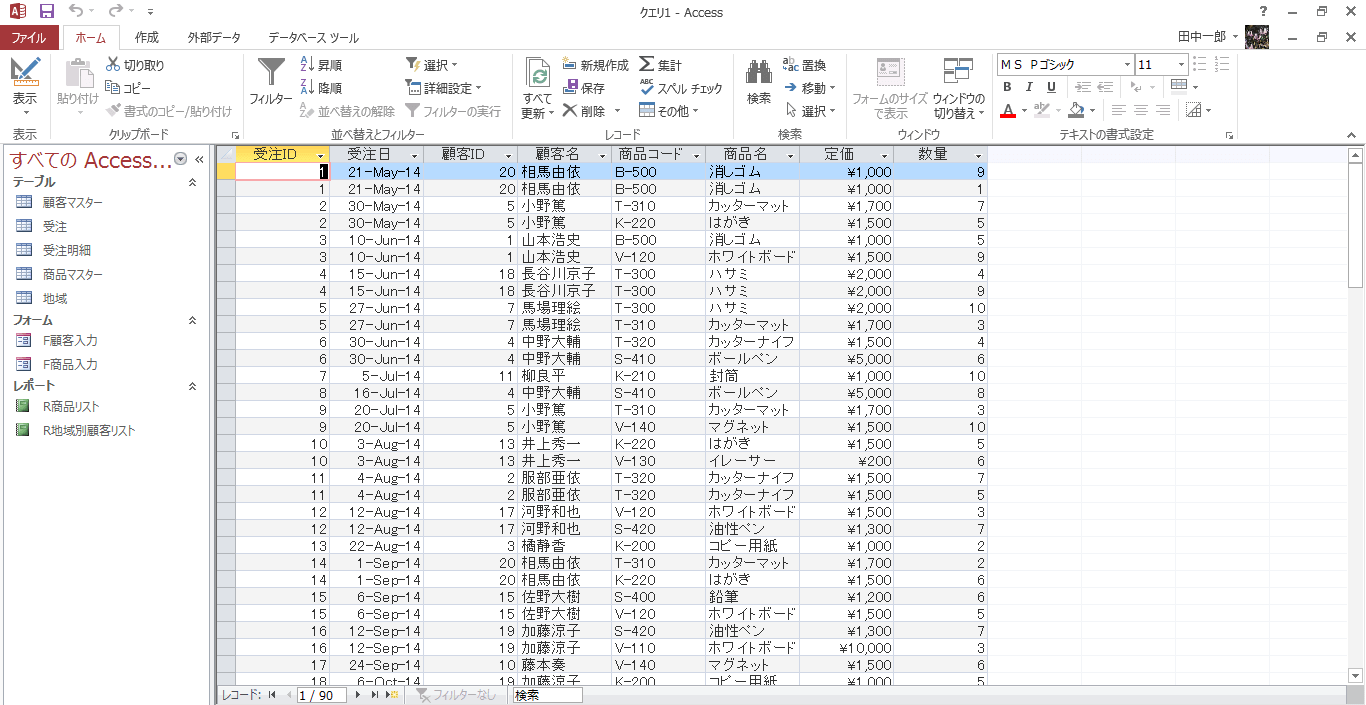 クエリ1 - Access
ファイル ホーム 作成 外部データ データベース ツール 田中一郎
表示 貼り付け 切り取り コピー 書式のコピー/貼り付け
フィルター 昇順 降順 並べ替えの解除 選択 詳細設定 フィルターの実行
すべて更新 新規作成 保存 削除 集計 スペル チェック その他
検索 置換 移動 選択
フォームのサイズで表示 ウィンドウの切り替え
MS Pゴシック 11
B I U
表示 クリップボード 並べ替えとフィルター レコード 検索 ウィンドウ テキストの書式設定
すべての Access... «
テーブル
顧客マスター
受注
受注明細
商品マスター
地域
フォーム
F顧客入力
F商品入力
レポート
R商品リスト
R地域別顧客リスト
受注ID 受注日 顧客ID 顧客名 商品コード 商品名 定価 数量
1 21-May-14 20 相馬由依 B-500 消しゴム ¥1,000 9
1 21-May-14 20 相馬由依 B-500 消しゴム ¥1,000 1
2 30-May-14 5 小野篤 T-310 カッターマット ¥1,700 7
2 30-May-14 5 小野篤 K-220 はがき ¥1,500 5
3 10-Jun-14 1 山本浩史 B-500 消しゴム ¥1,000 5
3 10-Jun-14 1 山本浩史 V-120 ホワイトボード ¥1,500 9
4 15-Jun-14 18 長谷川京子 T-300 ハサミ ¥2,000 4
4 15-Jun-14 18 長谷川京子 T-300 ハサミ ¥2,000 9
5 27-Jun-14 7 馬場理絵 T-300 ハサミ ¥2,000 10
5 27-Jun-14 7 馬場理絵 T-310 カッターマット ¥1,700 3
6 30-Jun-14 4 中野大輔 T-320 カッターナイフ ¥1,500 4
6 30-Jun-14 4 中野大輔 S-410 ボールペン ¥5,000 6
7 5-Jul-14 11 柳良平 K-210 封筒 ¥1,000 10
8 16-Jul-14 4 中野大輔 S-410 ボールペン ¥5,000 8
9 20-Jul-14 5 小野篤 T-310 カッターマット ¥1,700 3
9 20-Jul-14 5 小野篤 V-140 マグネット ¥1,500 10
10 3-Aug-14 13 井上秀一 K-220 はがき ¥1,500 5
10 3-Aug-14 13 井上秀一 V-130 イレーサー ¥200 6
11 4-Aug-14 2 服部亜依 T-320 カッターナイフ ¥1,500 7
11 4-Aug-14 2 服部亜依 T-320 カッターナイフ ¥1,500 5
12 12-Aug-14 17 河野和也 V-120 ホワイトボード ¥1,500 3
12 12-Aug-14 17 河野和也 S-420 油性ペン ¥1,300 7
13 22-Aug-14 3 橘静香 K-200 コピー用紙 ¥1,000 2
14 1-Sep-14 20 相馬由依 T-310 カッターマット ¥1,700 2
14 1-Sep-14 20 相馬由依 K-220 はがき ¥1,500 6
15 6-Sep-14 15 佐野大樹 S-400 鉛筆 ¥1,200 6
15 6-Sep-14 15 佐野大樹 V-120 ホワイトボード ¥1,500 5
16 12-Sep-14 19 加藤涼子 S-420 油性ペン ¥1,300 7
16 12-Sep-14 19 加藤涼子 V-110 ホワイトボード ¥10,000 3
17 24-Sep-14 10 藤本奏 V-140 マグネット ¥1,500 6
18 6-Oct-14 19 加藤涼子 K-200 コピー用紙 ¥1,000 5
レコード: 1 / 90 フィルターなし 検索